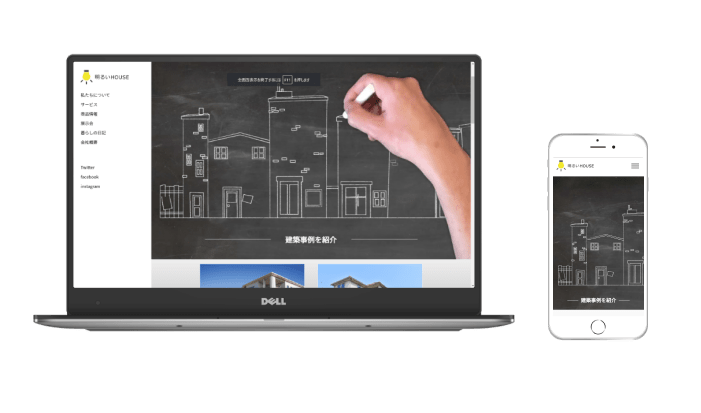 明るいHOUSE
私たちについて
サービス
商品情報
展示会
暮らしの日記
会社概要
Twitter
facebook
instagram
全画面表示を終了するには F11 を押します
建築事例を紹介
DELL
明るいHOUSE
建築事例を紹介